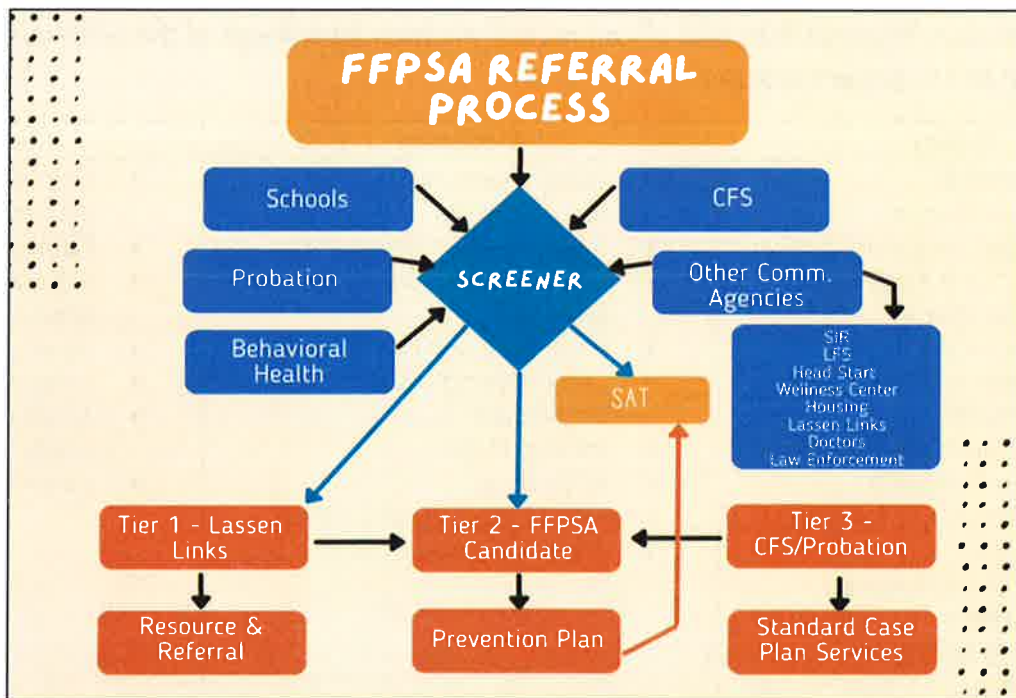 FFPSA REFERRAL
PROCESS
Schools
CFS
SCREENER
Probation
Other Comm.
Agencies
Behavioral
Health
SIR
LFS
Head Start
Wellness Center
Housing
Lassen Links
Doctors
Law Enforcement
SAT
Tier 1 - Lassen
Links
Tier 2 - FFPSA
Candidate
Tier 3 -
CFS/Probation
Resource &
Referral
Prevention Plan
Standard Case
Plan Services